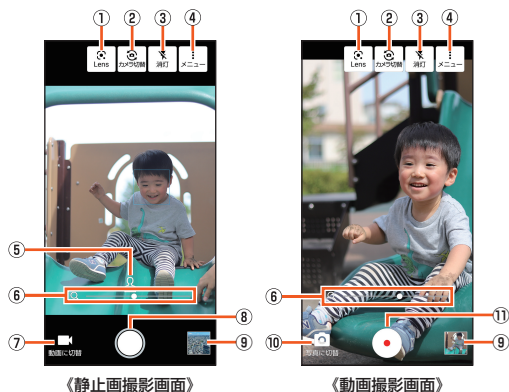 ① ② ③ ④
Lens カメラ切替 消灯 メニュー
⑤
⑥
⑦ ⑧ ⑨
動画に切替
《静止画撮影画面》
① ② ③ ④
Lens カメラ切替 消灯 メニュー
⑥
⑩ ⑪ ⑨
写真に切替
《動画撮影画面》